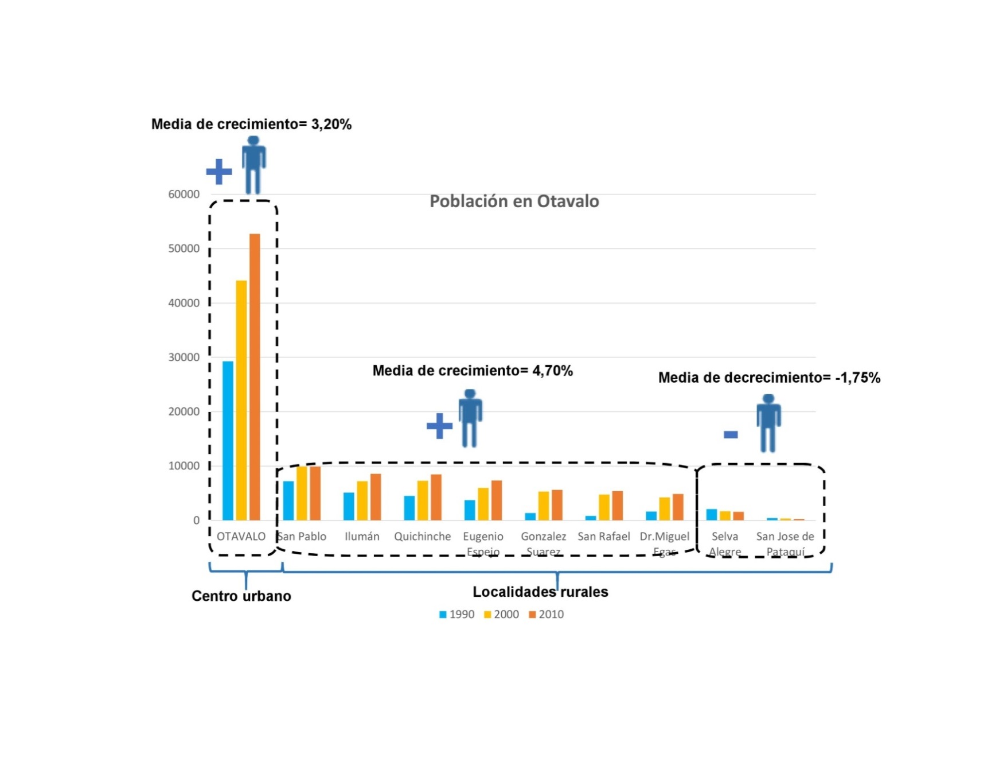 Media de crecimiento= 3,20%
Población en Otavalo
60000
50000
40000
30000
20000
10000
0
Media de crecimiento= 4,70%
Media de decrecimiento= -1,75%
OTAVALO
San Pablo
Ilumán
Quichinche
Eugenio
Espejo
Gonzalez
Suarez
San Rafael
Dr.Miguel
Egas
Selva
Alegre
San Jose de
Pataquí
Centro urbano
Localidades rurales
1990 2000 2010